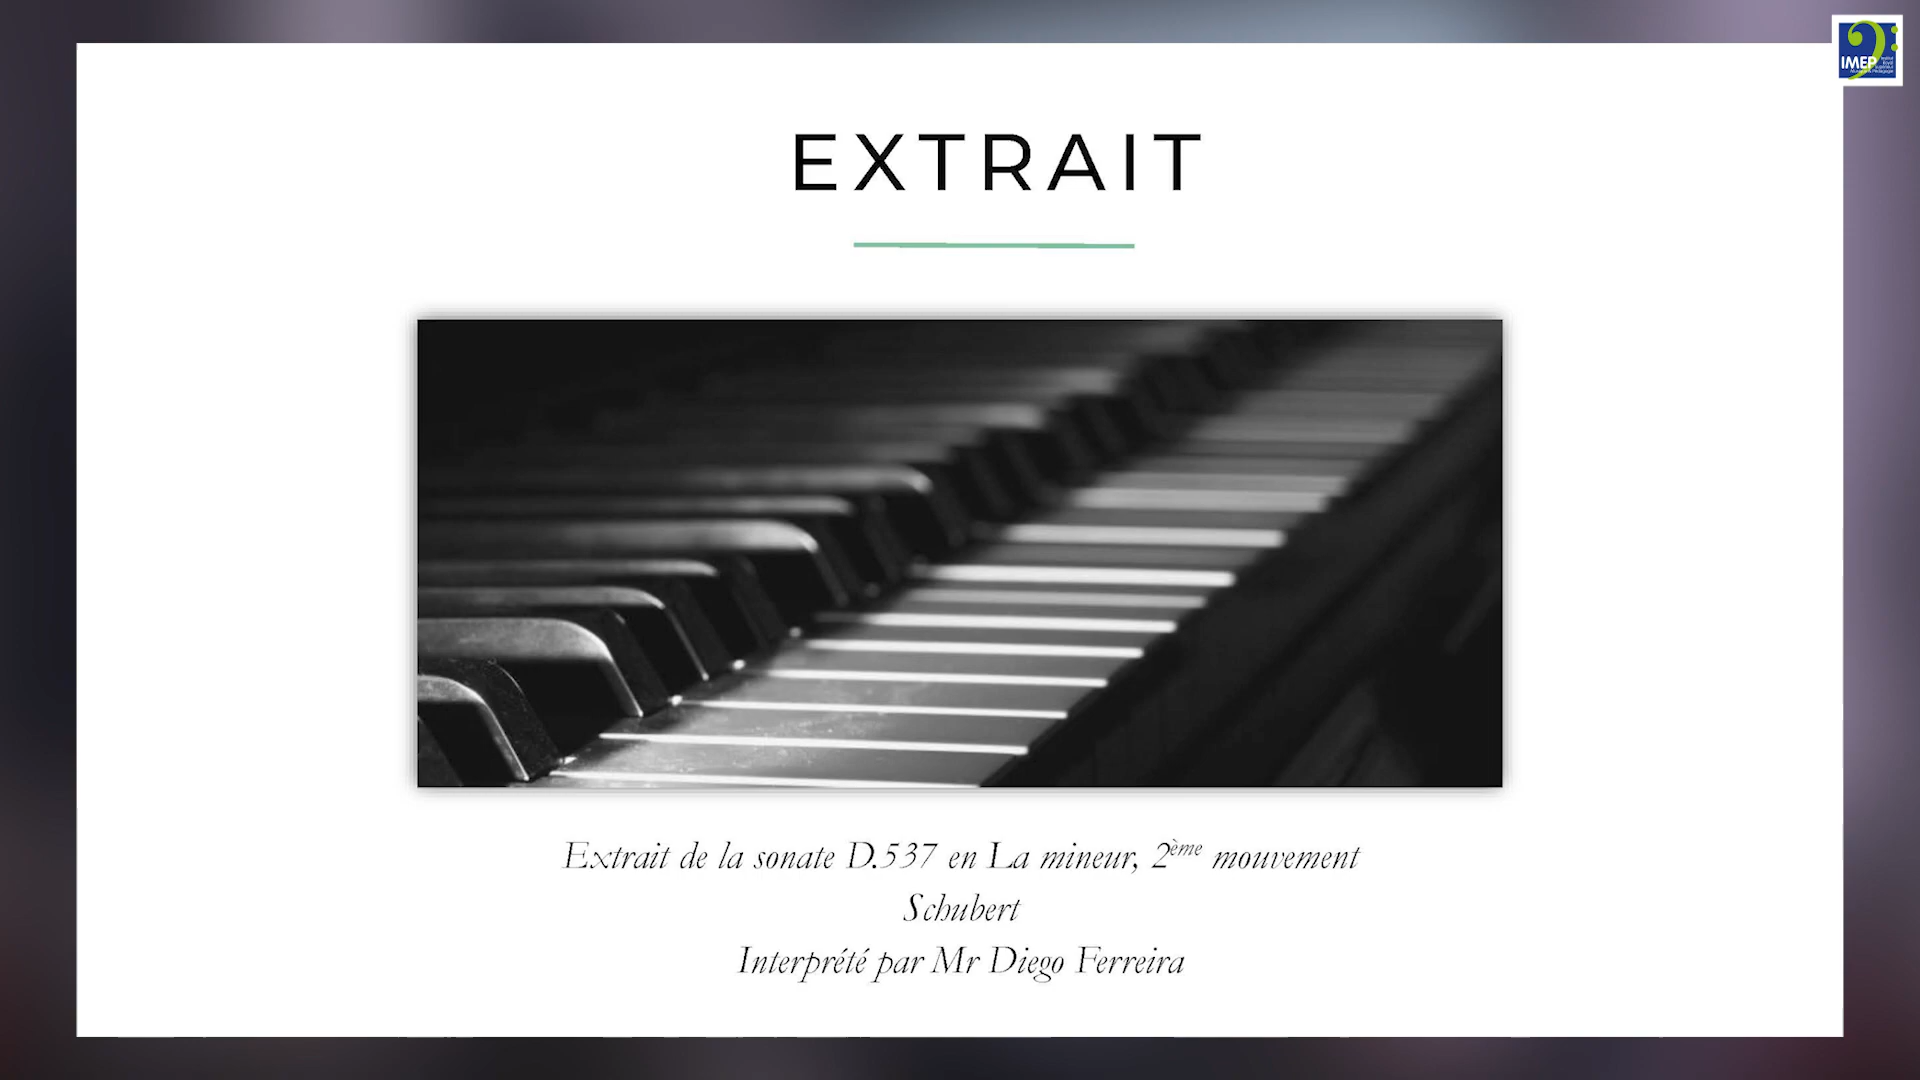 IMEP
EXTRAIT
Extrait de la sonate D.537 en La mineur, 2ème mouvement
Schubert
Interprété par Mr Diego Ferreira